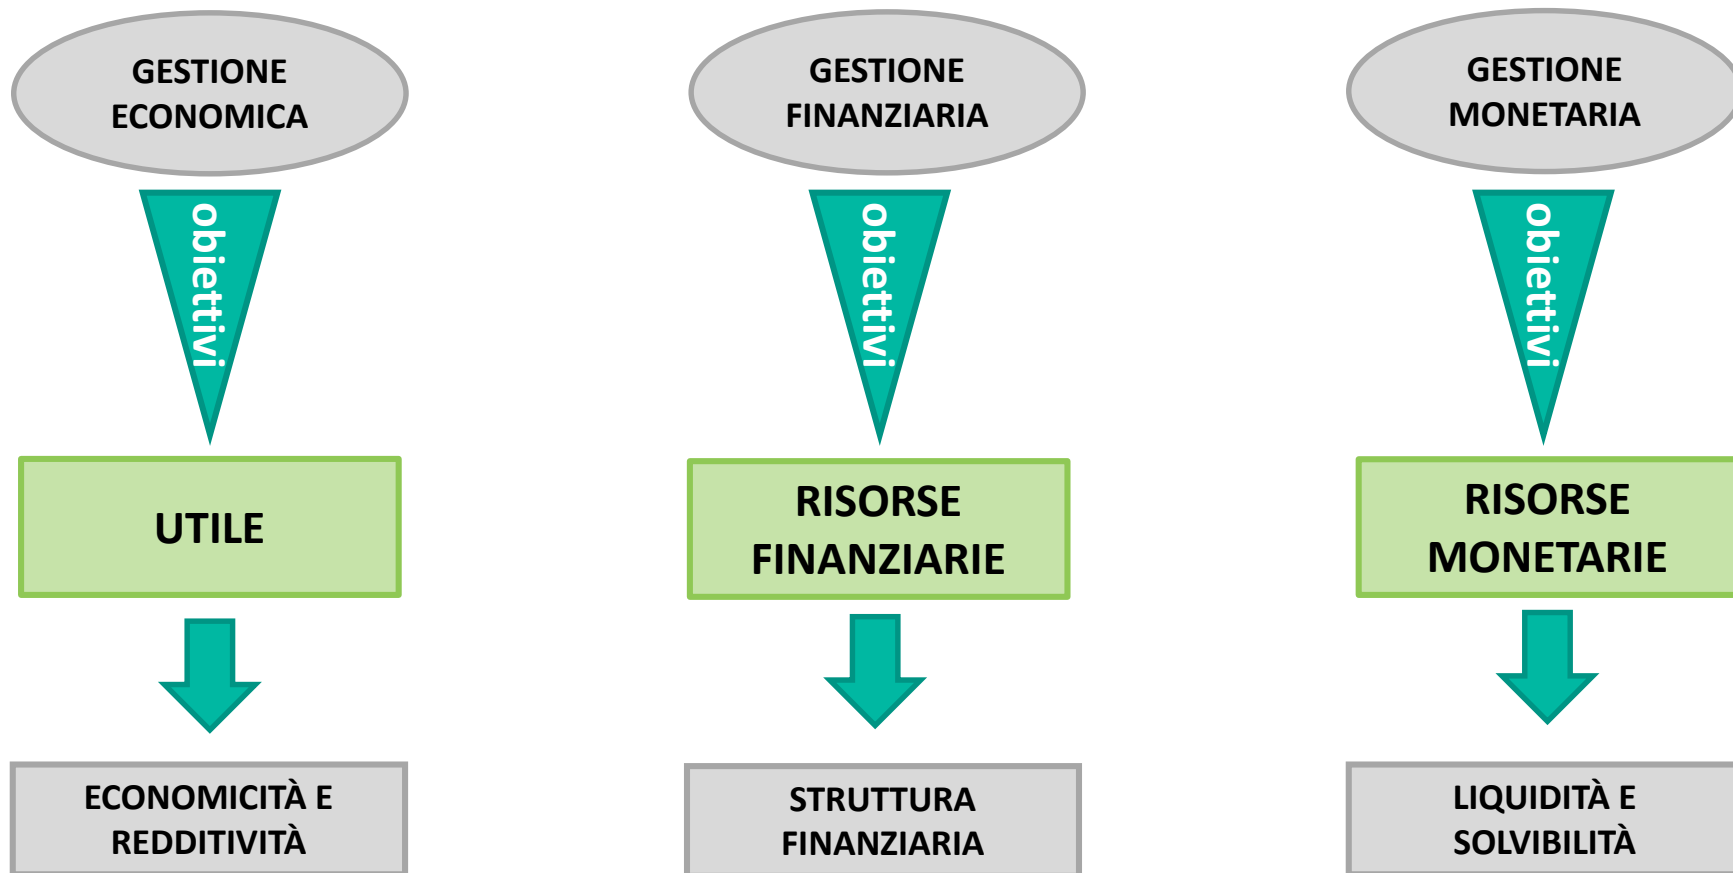 GESTIONE
ECONOMICA
obiettivi
UTILE
ECONOMICITÀ E
REDDITIVITÀ
GESTIONE
FINANZIARIA
obiettivi
RISORSE
FINANZIARIE
STRUTTURA
FINANZIARIA
GESTIONE
MONETARIA
obiettivi
RISORSE
MONETARIE
LIQUIDITÀ E
SOLVIBILITÀ